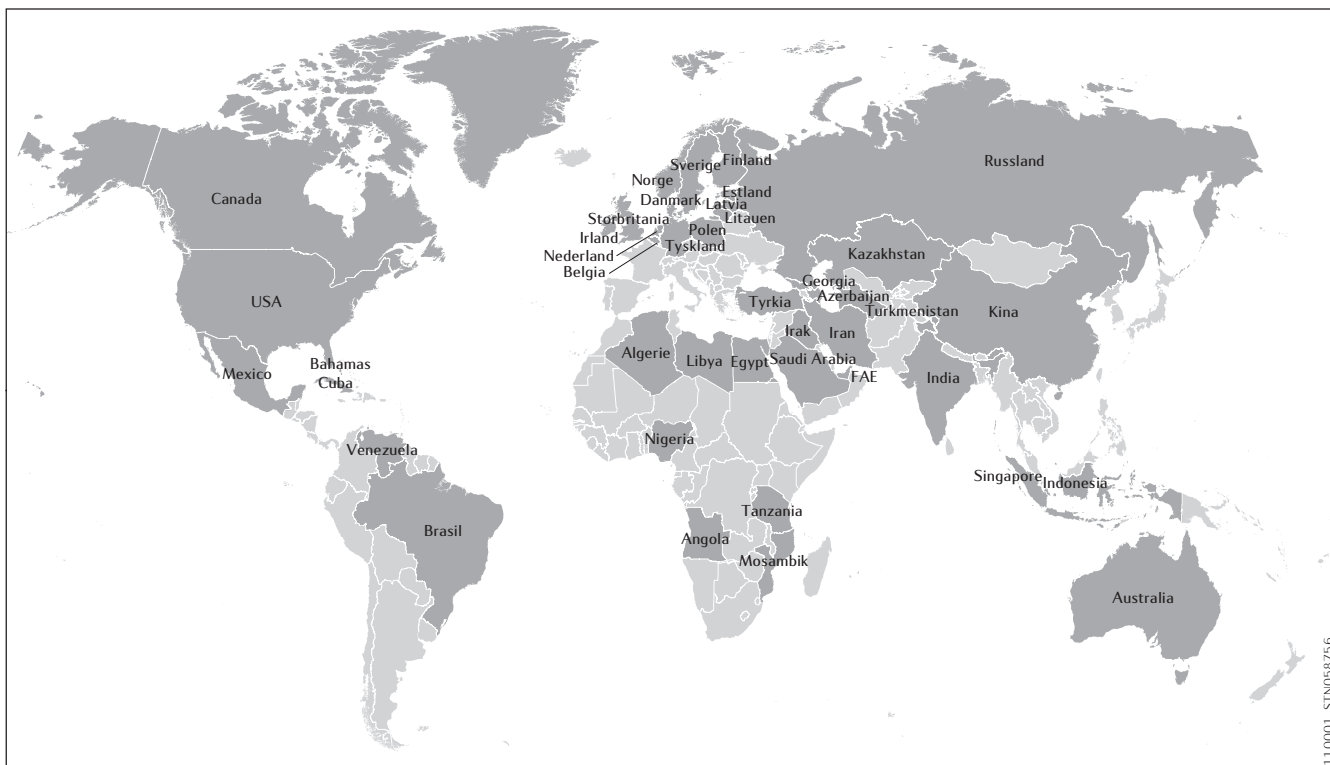 Canada
USA
Mexico
Bahamas
Cuba
Venezuela
Brasil
Norge
Sverige
Finland
Danmark
Estland
Latvia
Litauen
Storbritania
Irland
Nederland
Belgia
Polen
Tyskland
Russland
Kazakhstan
Georgia
Azerbaijan
Turkmenistan
Tyrkia
Irak
Iran
Kina
Algerie
Libya
Egypt
Saudi Arabia
FAE
India
Nigeria
Tanzania
Angola
Mosambik
Singapore
Indonesia
Australia
110001_STN058756